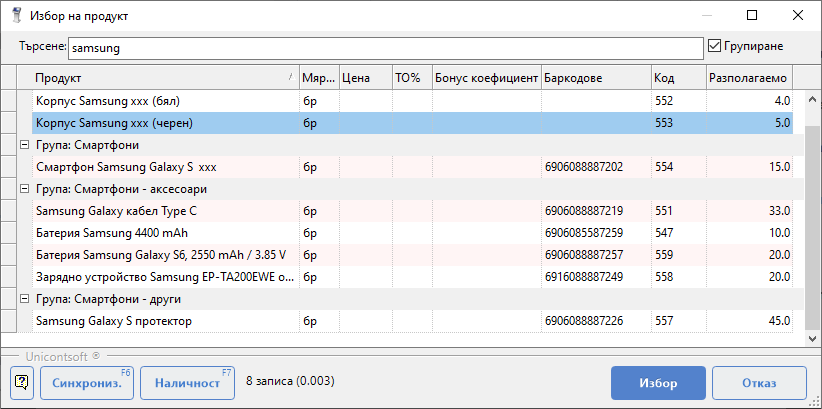 Избор на продукт
Търсене: samsung Групиране
Продукт Мяр... Цена ТО% Бонус коефициент Баркодове Код Разполагаемо
Корпус Samsung xxx (бял) бр 552 4.0
Корпус Samsung xxx (черен) бр 553 5.0
Група: Смартфони
Смартфон Samsung Galaxy S xxx бр 6906088887202 554 15.0
Група: Смартфони - аксесоари
Samsung Galaxy кабел Type C бр 6906088887219 551 33.0
Батерия Samsung 4400 mAh бр 6906085587259 547 10.0
Батерия Samsung Galaxy S6, 2550 mAh / 3.85 V бр 6906088887257 559 20.0
Зарядно устройство Samsung EP-TA200EWE о... бр 6916088887249 558 20.0
Група: Смартфони - други
Samsung Galaxy S протектор бр 6906088887226 557 45.0
Unicontsoft ®
Синхрониз. F6 Наличност F7 8 записа (0.003) Избор Отказ